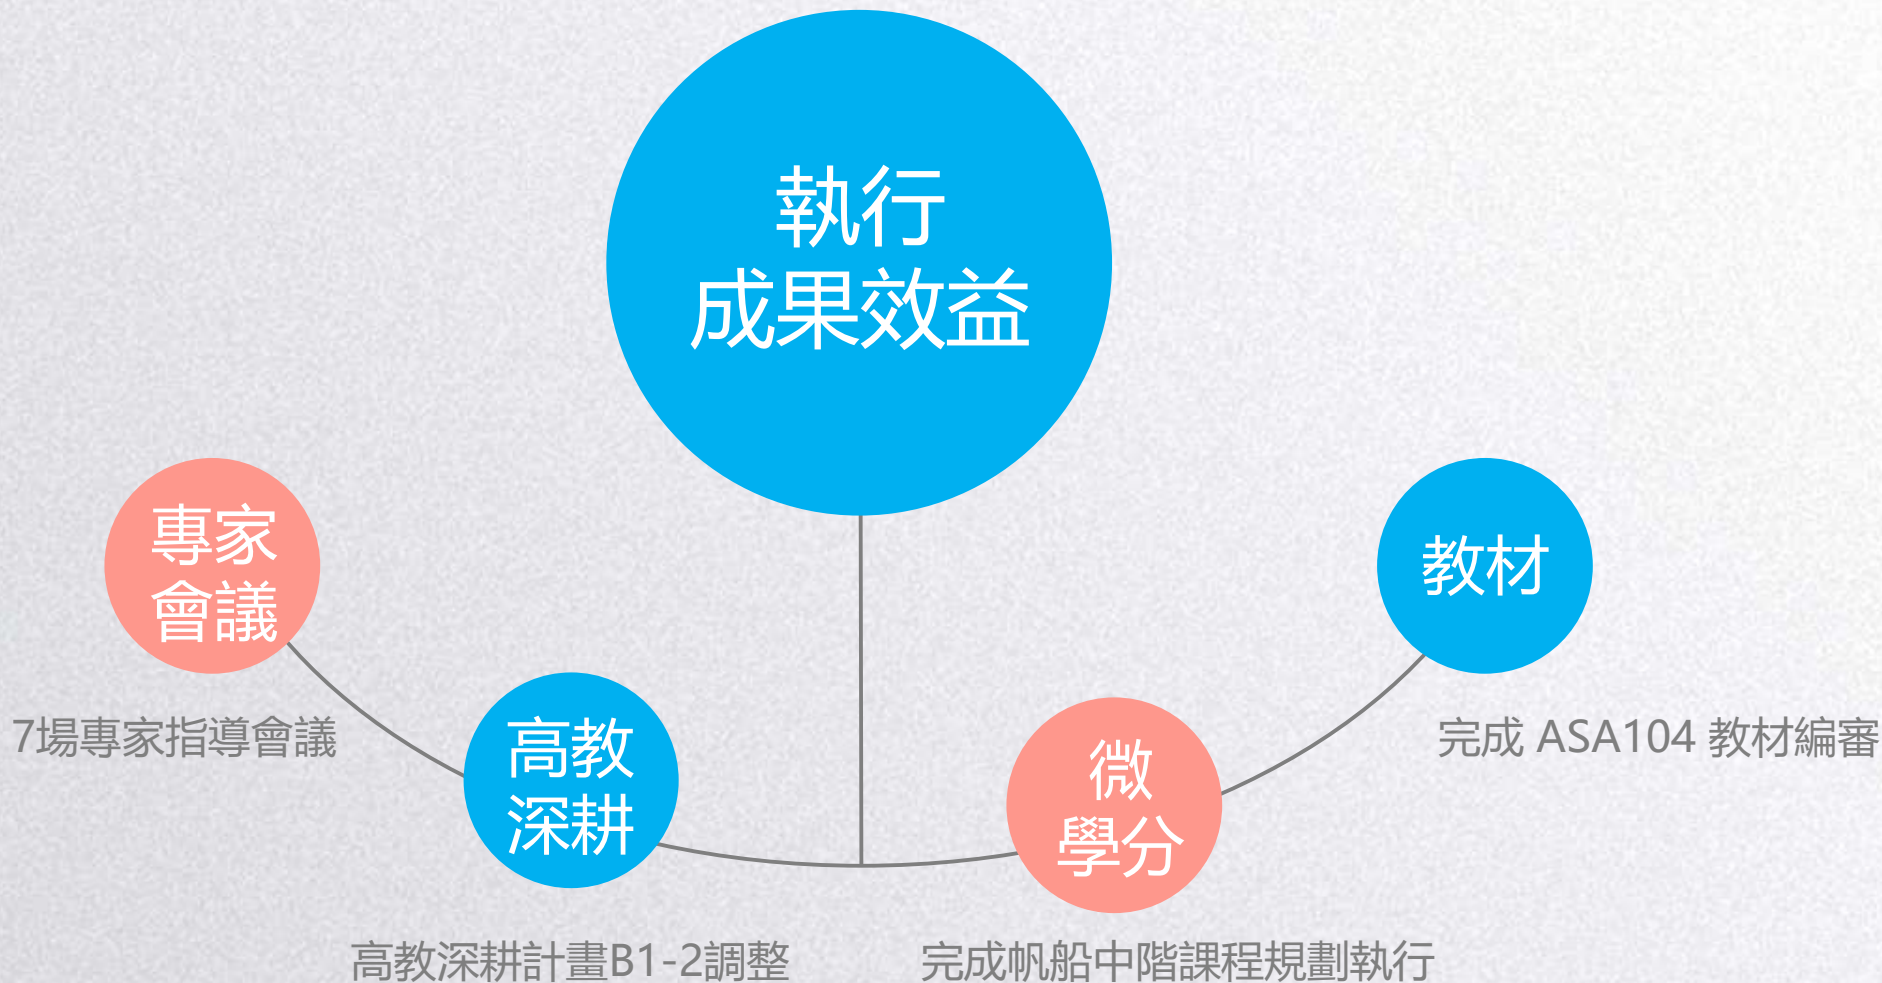 執行
成果效益
專家
會議
7場專家指導會議
高教
深耕
高教深耕計畫B1-2調整
微
學分
完成帆船中階課程規劃執行
教材
完成 ASA104 教材編審